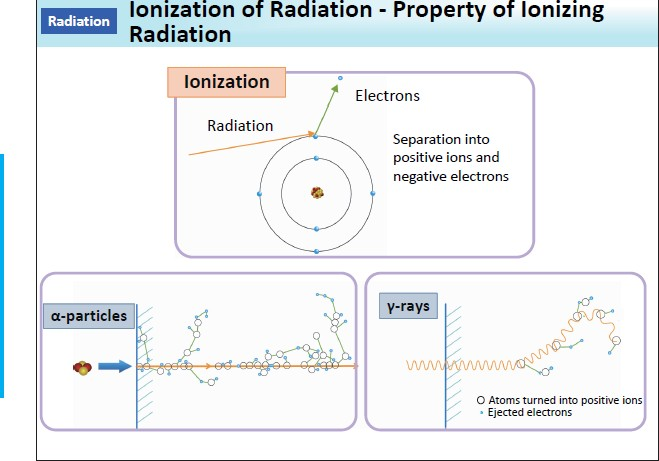 Radiation
Ionization of Radiation - Property of Ionizing
Radiation
Ionization
Electrons
Radiation
Separation into
positive ions and
negative electrons
α-particles
γ-rays
Atoms turned into positive ions
Ejected electrons